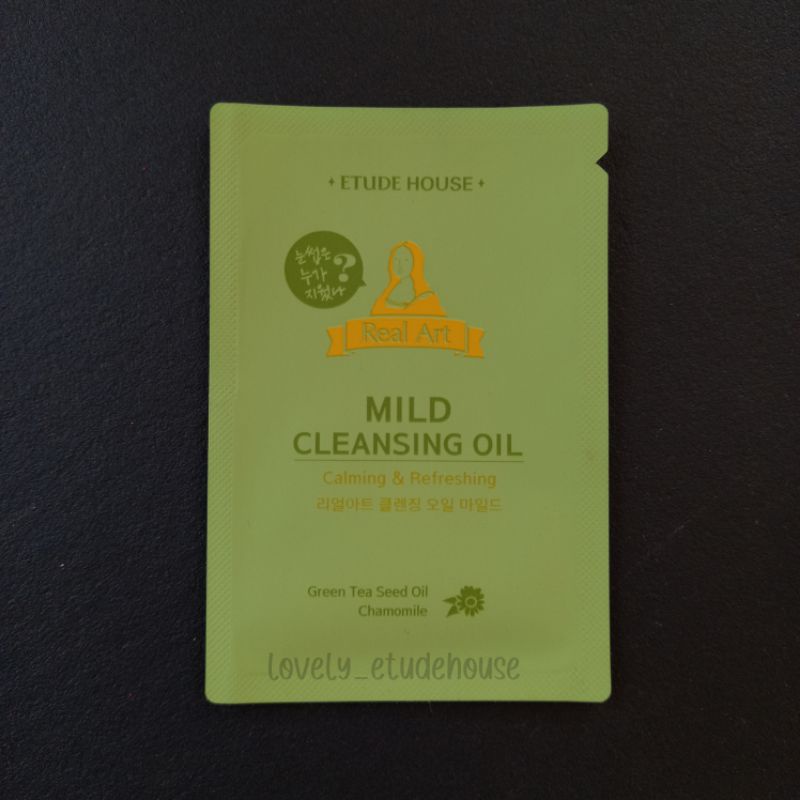 ETUDE HOUSE
눈썹은
누가
지웠나
?
Real Art
MILD
CLEANSING OIL
Calming & Refreshing
리얼아트 클렌징 오일 마일드
Green Tea Seed Oil
Chamomile
lovely_etudehouse